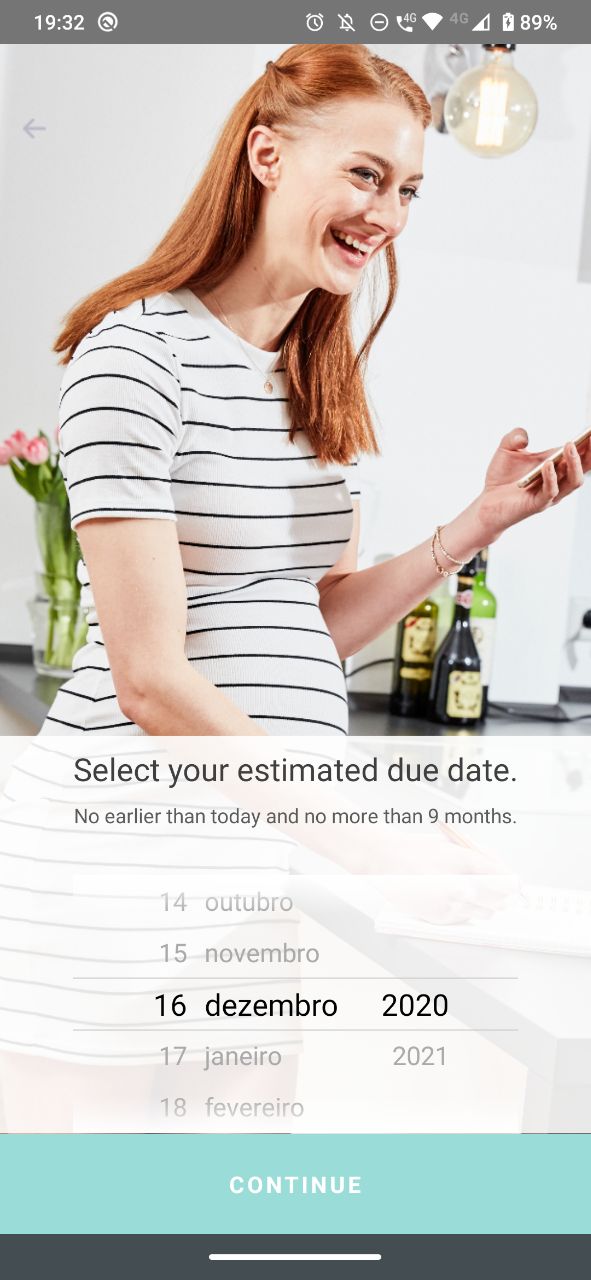 19:32
4G 4G 89%
Select your estimated due date.
No earlier than today and no more than 9 months.
14 outubro
15 novembro
16 dezembro 2020
17 janeiro 2021
18 fevereiro
CONTINUE